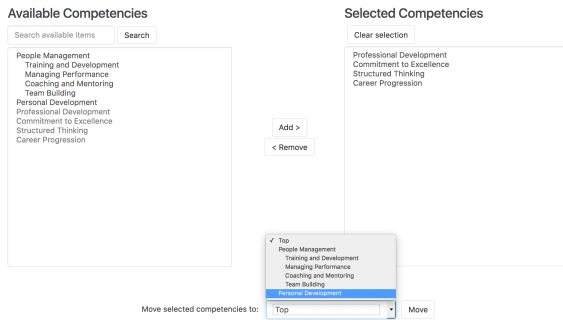 Available Competencies
Search available items
Search
People Management
Training and Development
Managing Performance
Coaching and Mentoring
Team Building
Personal Development
Professional Development
Commitment to Excellence
Structured Thinking
Career Progression
Add >
< Remove
Selected Competencies
Clear selection
Professional Development
Commitment to Excellence
Structured Thinking
Career Progression
✓ Top
People Management
Training and Development
Managing Performance
Coaching and Mentoring
Team Building
Personal Development
Move selected competencies to:
Top
Move